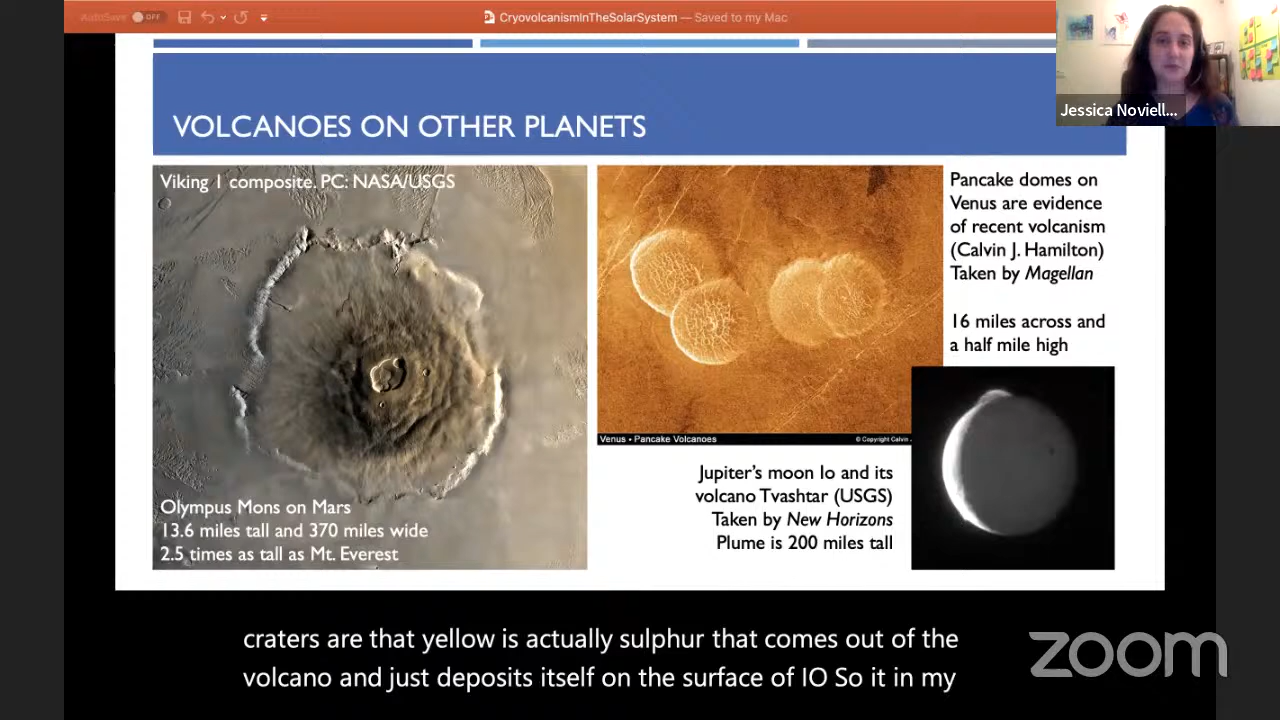 AutoSave OFF
CryovolcanismInTheSolarSystem — Saved to my Mac
Jessica Noviell...
VOLCANOES ON OTHER PLANETS
Viking 1 composite. PC: NASA/USGS
Olympus Mons on Mars
13.6 miles tall and 370 miles wide
2.5 times as tall as Mt. Everest
Venus • Pancake Volcanoes
© Copyright Calvin
Pancake domes on
Venus are evidence
of recent volcanism
(Calvin J. Hamilton)
Taken by Magellan
16 miles across and
a half mile high
Jupiter’s moon Io and its
volcano Tvashtar (USGS)
Taken by New Horizons
Plume is 200 miles tall
craters are that yellow is actually sulphur that comes out of the
volcano and just deposits itself on the surface of IO So it in my
zoom